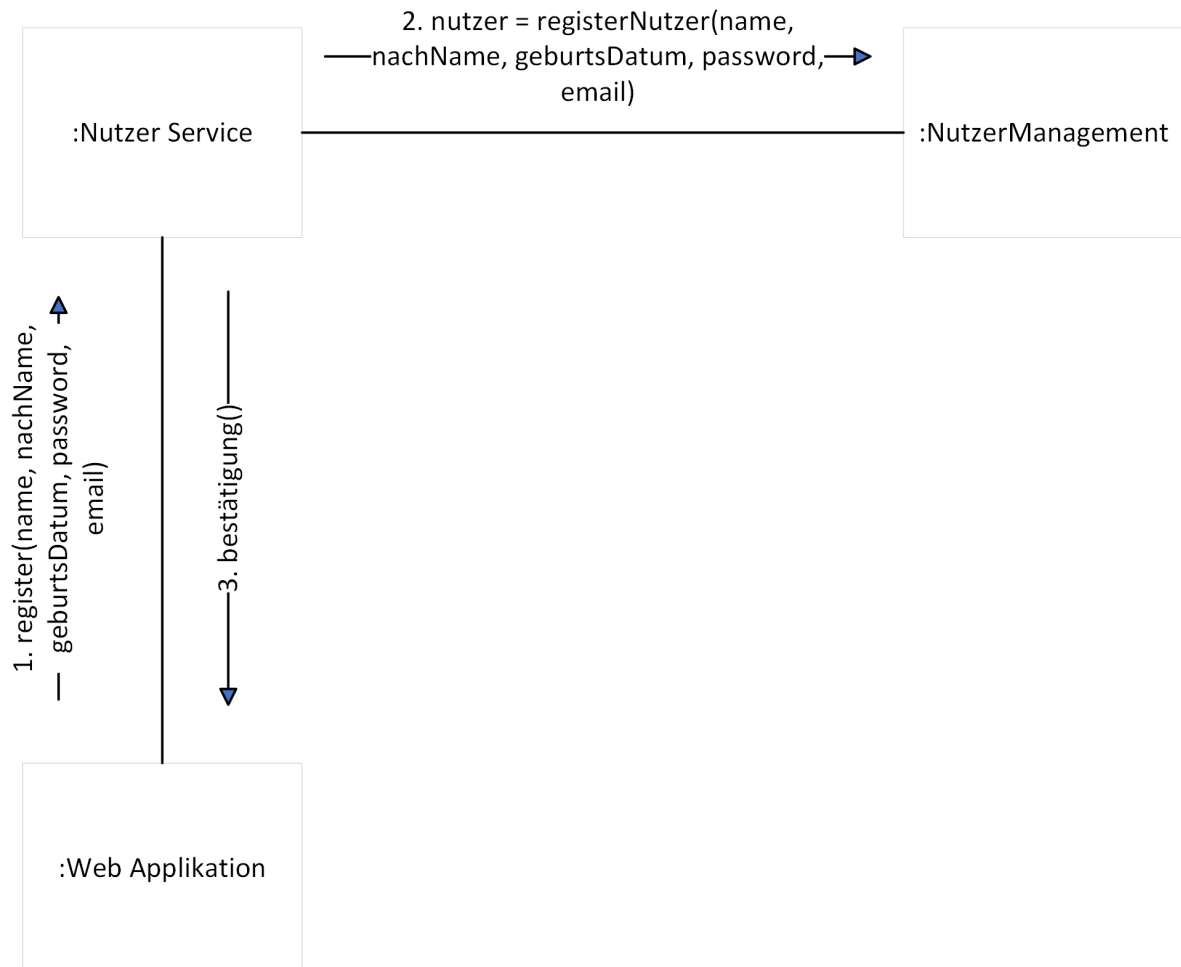 2. nutzer = registerNutzer(name,
nachName, geburtsDatum, password,
email)
:Nutzer Service
:NutzerManagement
1. register(name, nachName,
geburtsDatum, password,
email)
3. bestätigung()
:Web Applikation